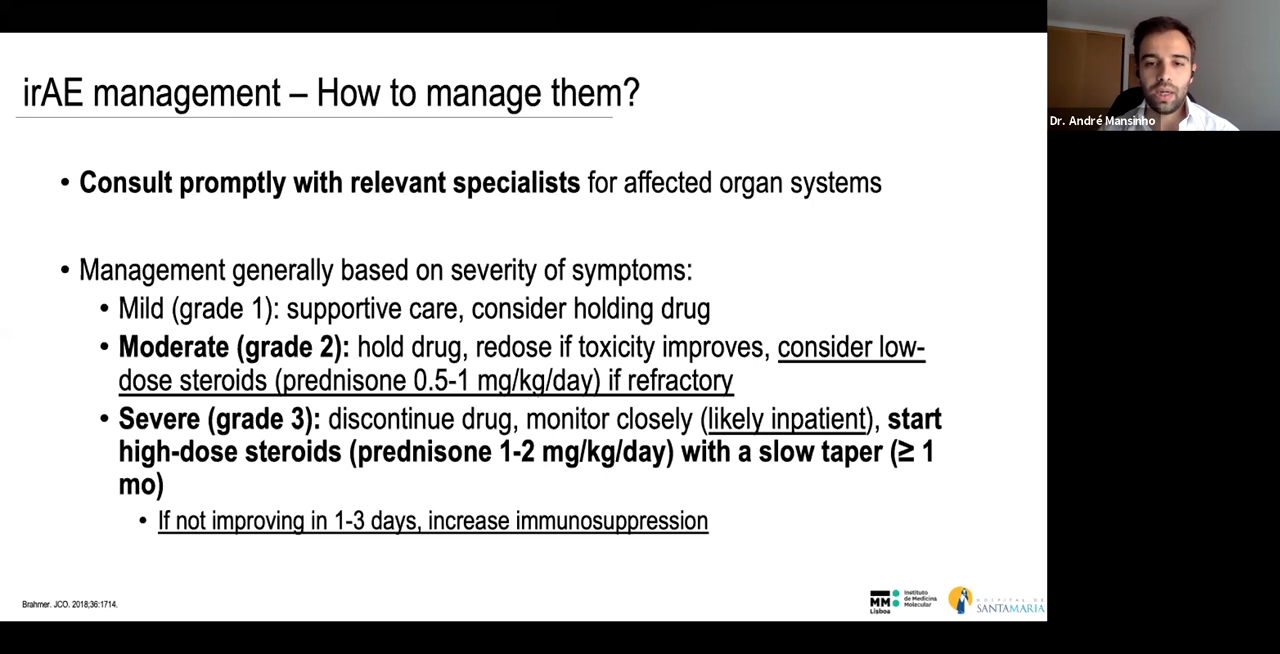 irAE management – How to manage them?
Dr. André Mansinho
• Consult promptly with relevant specialists for affected organ systems
• Management generally based on severity of symptoms:
• Mild (grade 1): supportive care, consider holding drug
• Moderate (grade 2): hold drug, redose if toxicity improves, consider low-
dose steroids (prednisone 0.5-1 mg/kg/day) if refractory
• Severe (grade 3): discontinue drug, monitor closely (likely inpatient), start
high-dose steroids (prednisone 1-2 mg/kg/day) with a slow taper (≥ 1
mo)
• If not improving in 1-3 days, increase immunosuppression
Brahmer. JCO. 2018;36:1714.
MM
Lisboa
Instituto
de Medicina
Molecular
HOSPITAL DE
SANTAMARIA